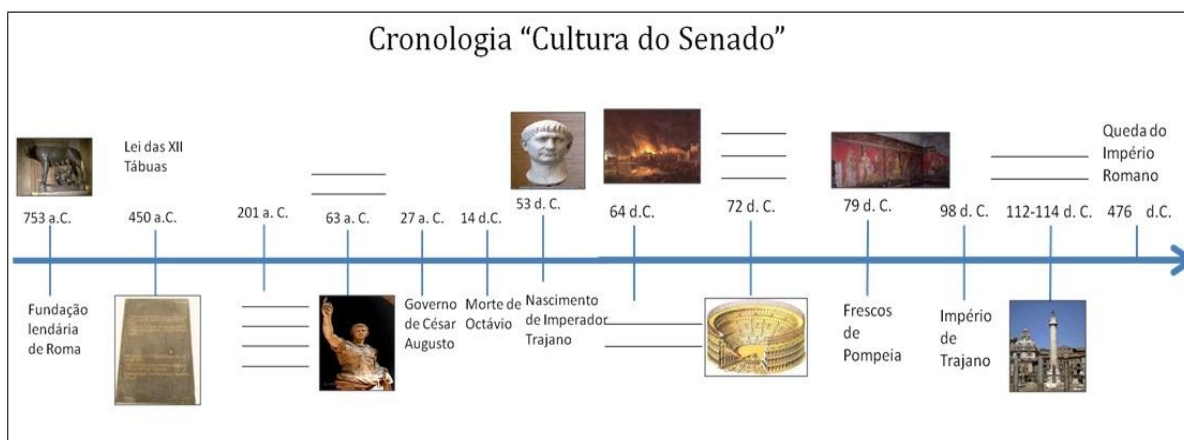 Cronologia “Cultura do Senado”
Lei das XII
Tábuas
Queda do
Império
Romano
753 a.C.
450 a.C.
201 a. C.
63 a. C.
27 a. C.
14 d.C.
53 d. C.
64 d.C.
72 d. C.
79 d.C.
98 d. C.
112-114 d. C.
476 d.C.
Fundação
lendária
de Roma
Governo
de César
Augusto
Morte de
Octávio
Nascimento
de Imperador
Trajano
Frescos
de
Pompeia
Império
de
Trajano